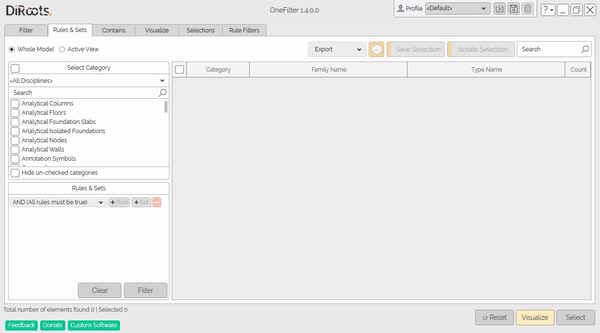 DiRoots.
OneFilter 1.4.0.0
Profile <Default>
?
Filter Rules & Sets Contains Visualize Selections Rule Filters
Whole Model Active View
Export Save Selection Isolate Selection Search
Select Category
Category Family Name Type Name Count
<All Disciplines>
Search
Analytical Columns
Analytical Floors
Analytical Foundation Slabs
Analytical Isolated Foundations
Analytical Nodes
Analytical Walls
Annotation Symbols
Hide un-checked categories
Rules & Sets
AND (All rules must be true) + Rule + Set
Clear Filter
Total number of elements found 0 | Selected 0
Feedback Donate Custom Software
Reset Visualize Select